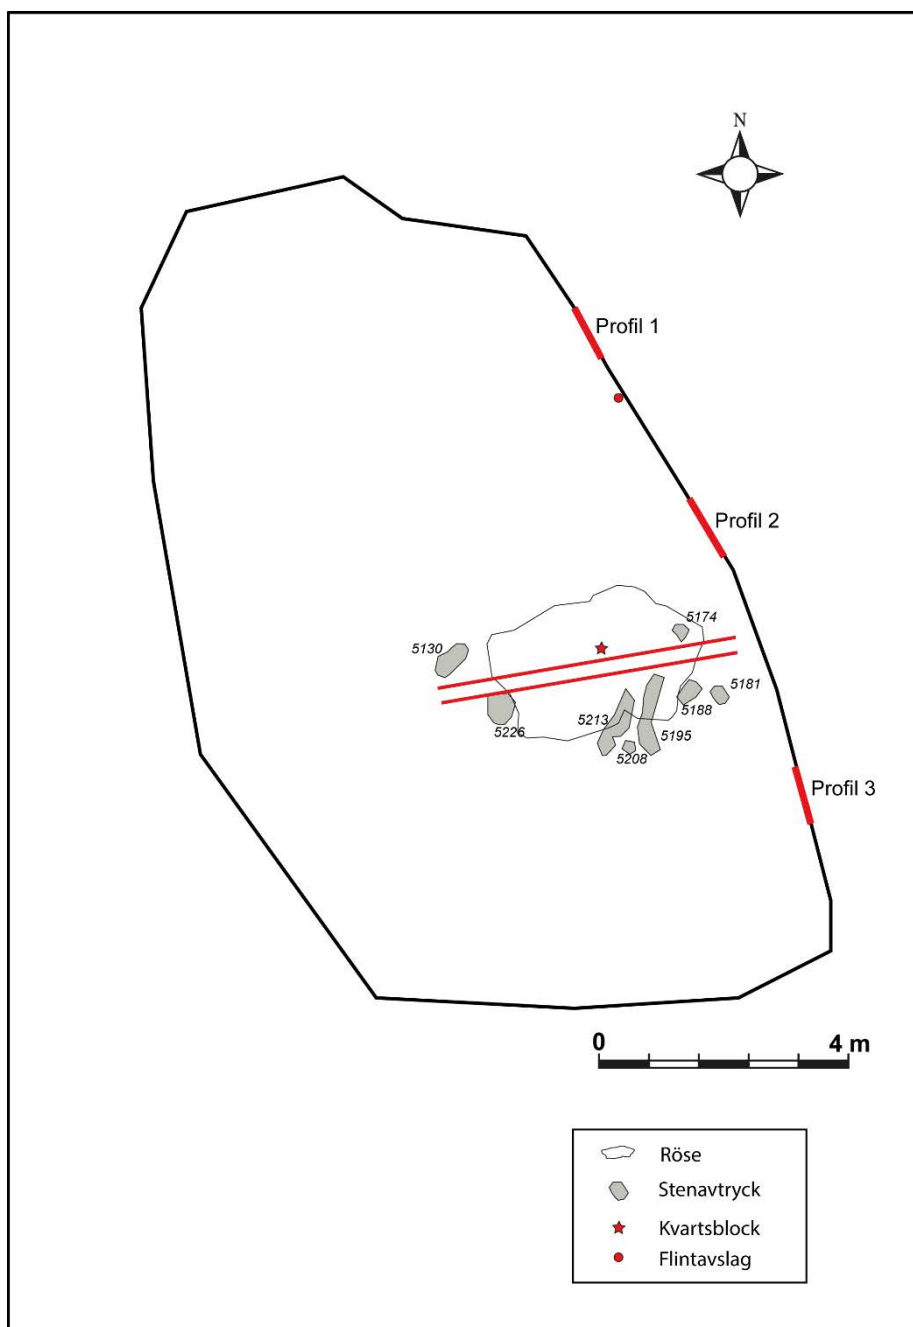 N
Profil 1
Profil 2
5174
5130
5181
5188
5213
5226
5195
5208
Profil 3
0 4 m
Röse
Stenavtryck
Kvartsblock
Flintavslag